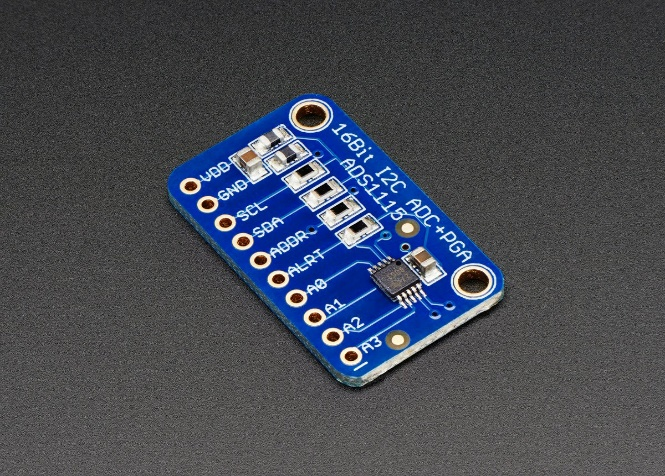 16Bit I2C ADC+PGA
ADS1115
VDD
GND
SCL
SDA
ADDR
ALRT
A0
A1
A2
A3